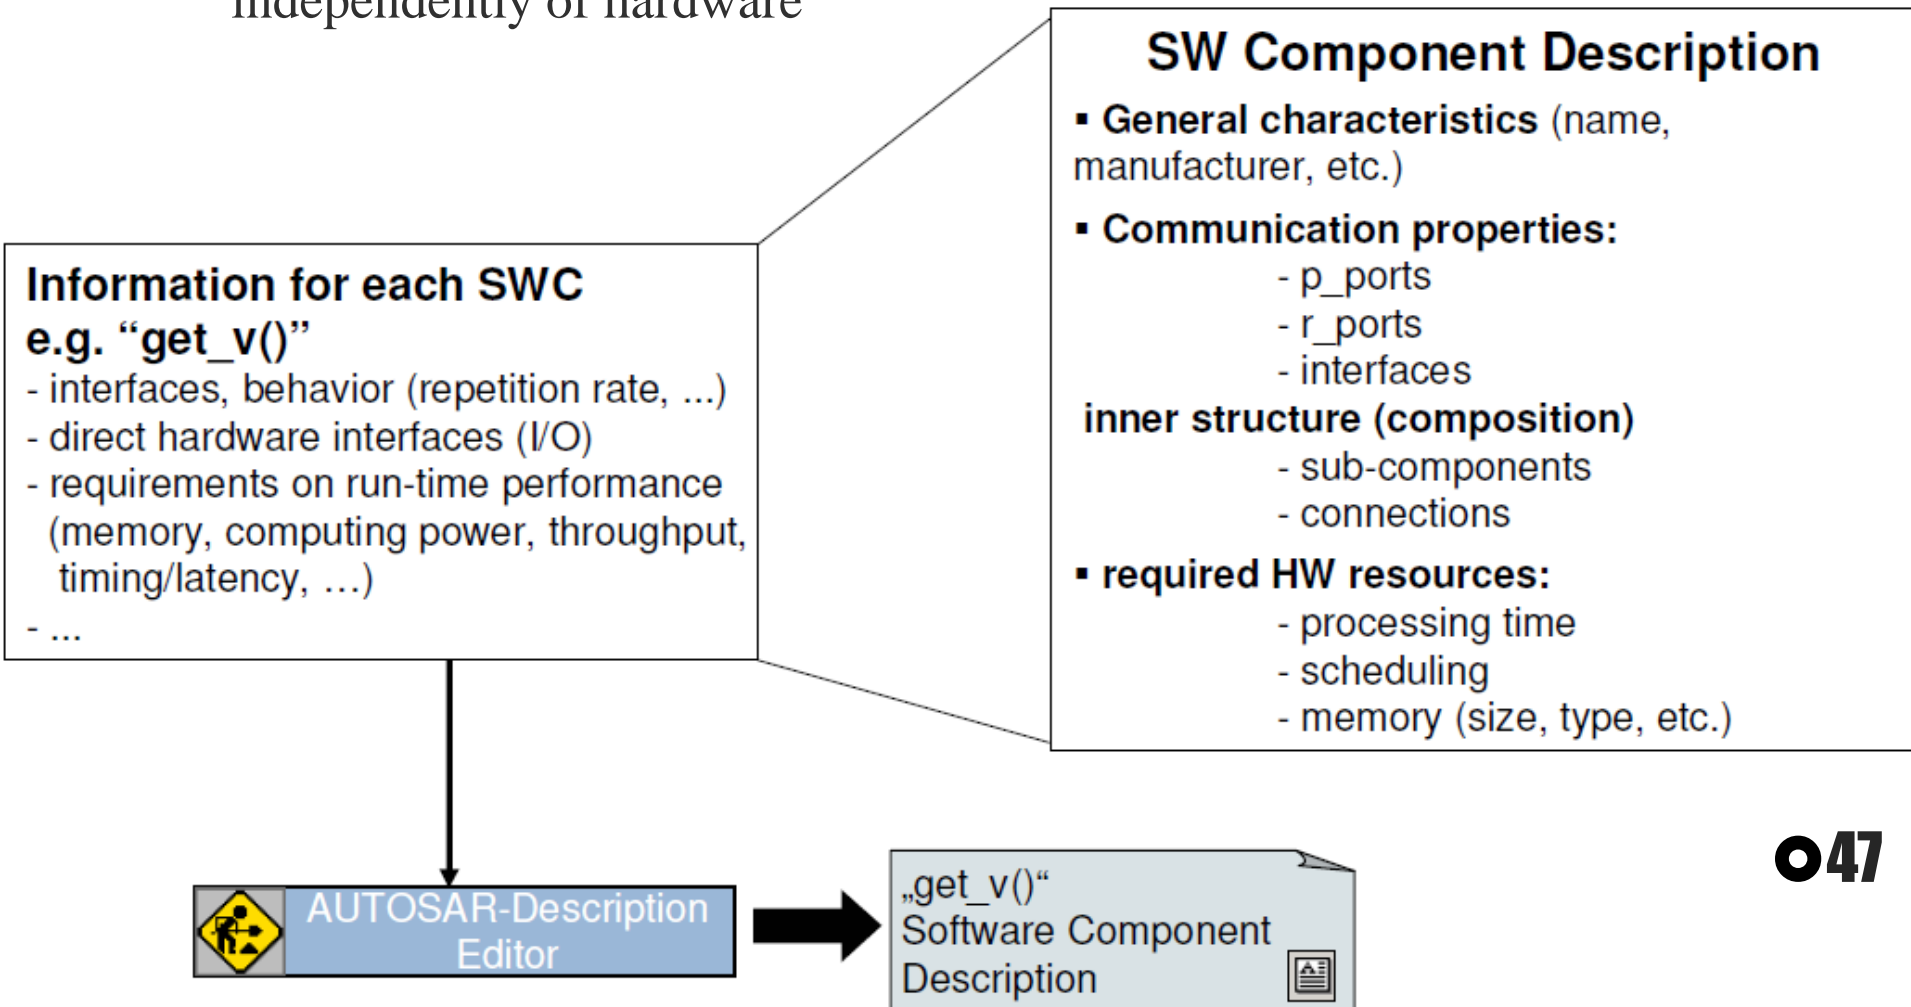 independently of hardware
SW Component Description
▪ General characteristics (name,
manufacturer, etc.)
▪ Communication properties:
- p_ports
- r_ports
- interfaces
inner structure (composition)
- sub-components
- connections
▪ required HW resources:
- processing time
- scheduling
- memory (size, type, etc.)
Information for each SWC
e.g. “get_v()”
- interfaces, behavior (repetition rate, ...)
- direct hardware interfaces (I/O)
- requirements on run-time performance
(memory, computing power, throughput,
timing/latency, …)
- ...
AUTOSAR-Description
Editor
„get_v()“
Software Component
Description
47